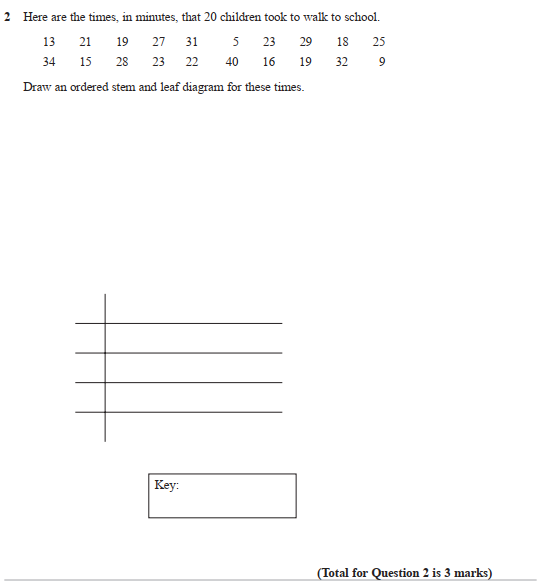 2 Here are the times, in minutes, that 20 children took to walk to school.
13 21 19 27 31 5 23 29 18 25
34 15 28 23 22 40 16 19 32 9
Draw an ordered stem and leaf diagram for these times.
Key:
(Total for Question 2 is 3 marks)